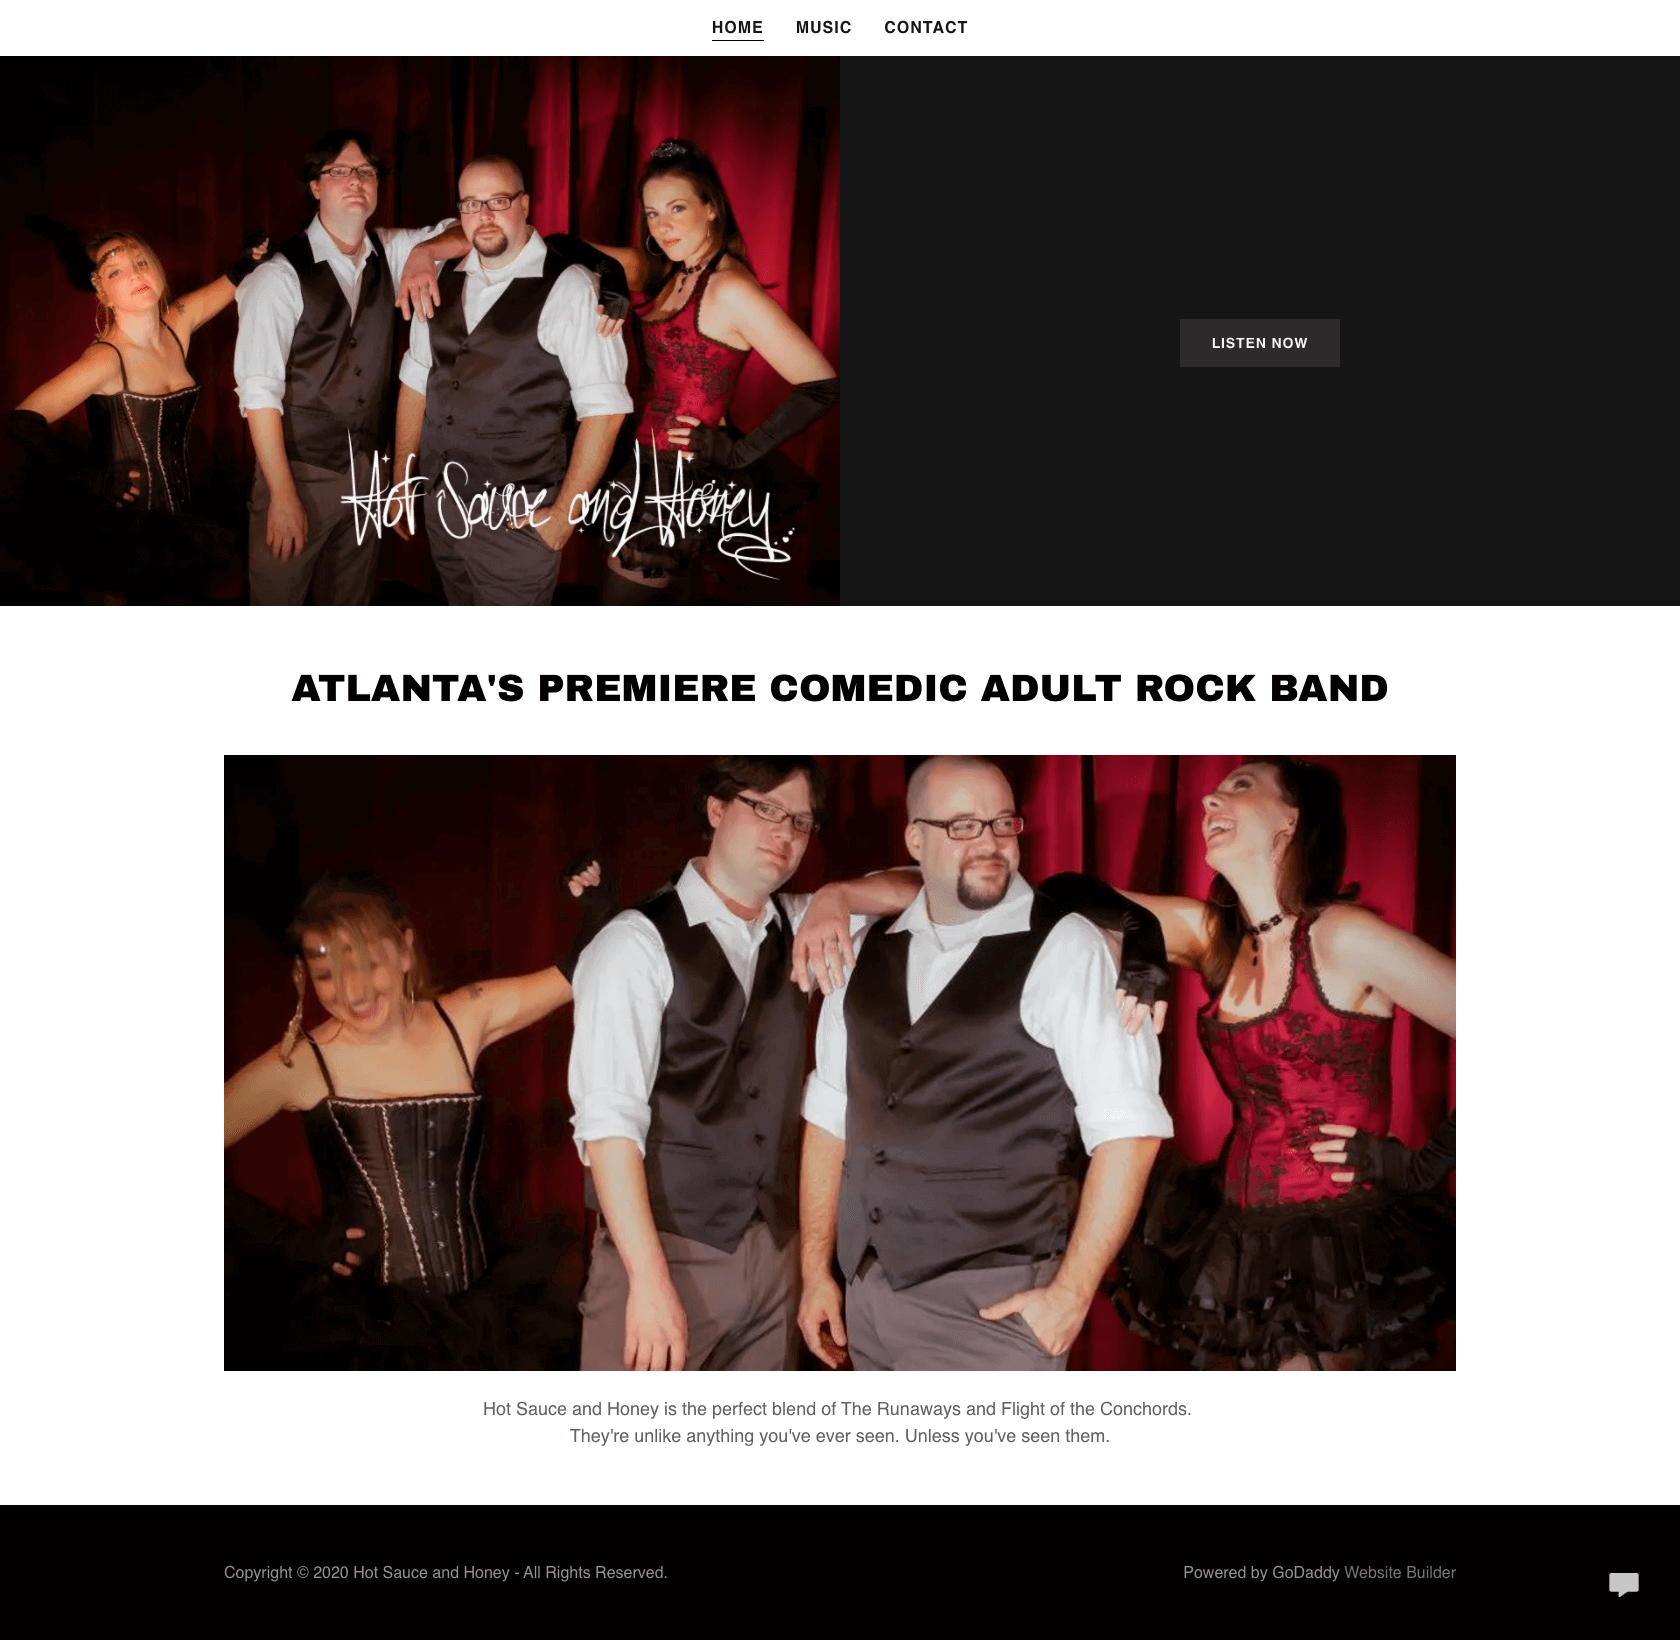 HOME MUSIC CONTACT
Hot Sauce and Honey
LISTEN NOW
ATLANTA'S PREMIERE COMEDIC ADULT ROCK BAND
Hot Sauce and Honey is the perfect blend of The Runaways and Flight of the Conchords.
They're unlike anything you've ever seen. Unless you've seen them.
Copyright © 2020 Hot Sauce and Honey - All Rights Reserved.
Powered by GoDaddy Website Builder